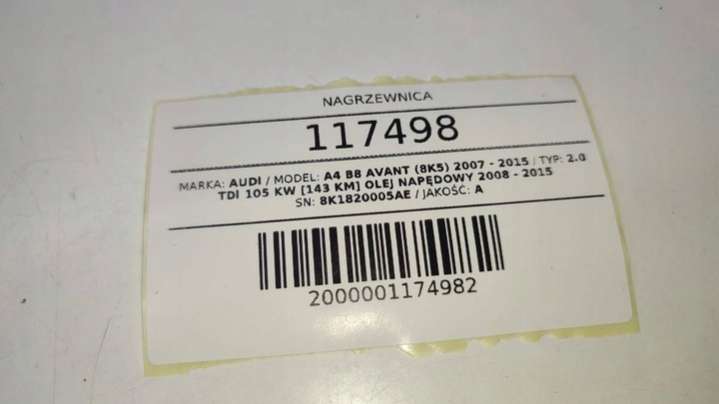 NAGRZEWNICA
117498
MARKA: AUDI / MODEL: A4 B8 AVANT (8K5) 2007 - 2015 / TYP: 2.0
TDI 105 KW [143 KM] OLEJ NAPĘDOWY 2008 - 2015
SN: 8K1820005AE / JAKOŚĆ: A
2000001174982